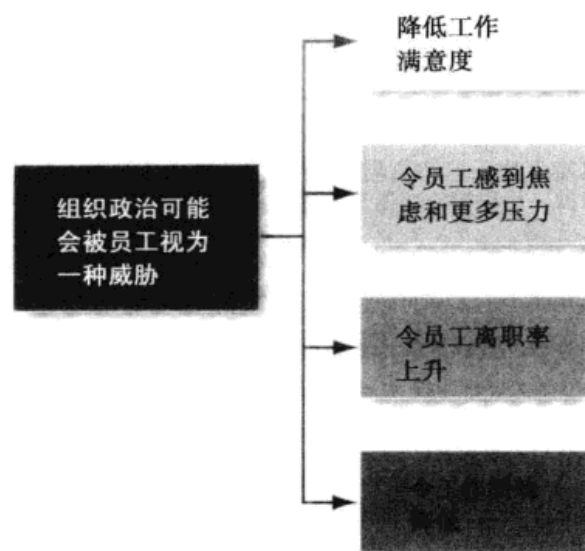 降低工作
满意度
组织政治可能
会被员工视为
一种威胁
令员工感到焦
虑和更多压力
令员工离职率
上升